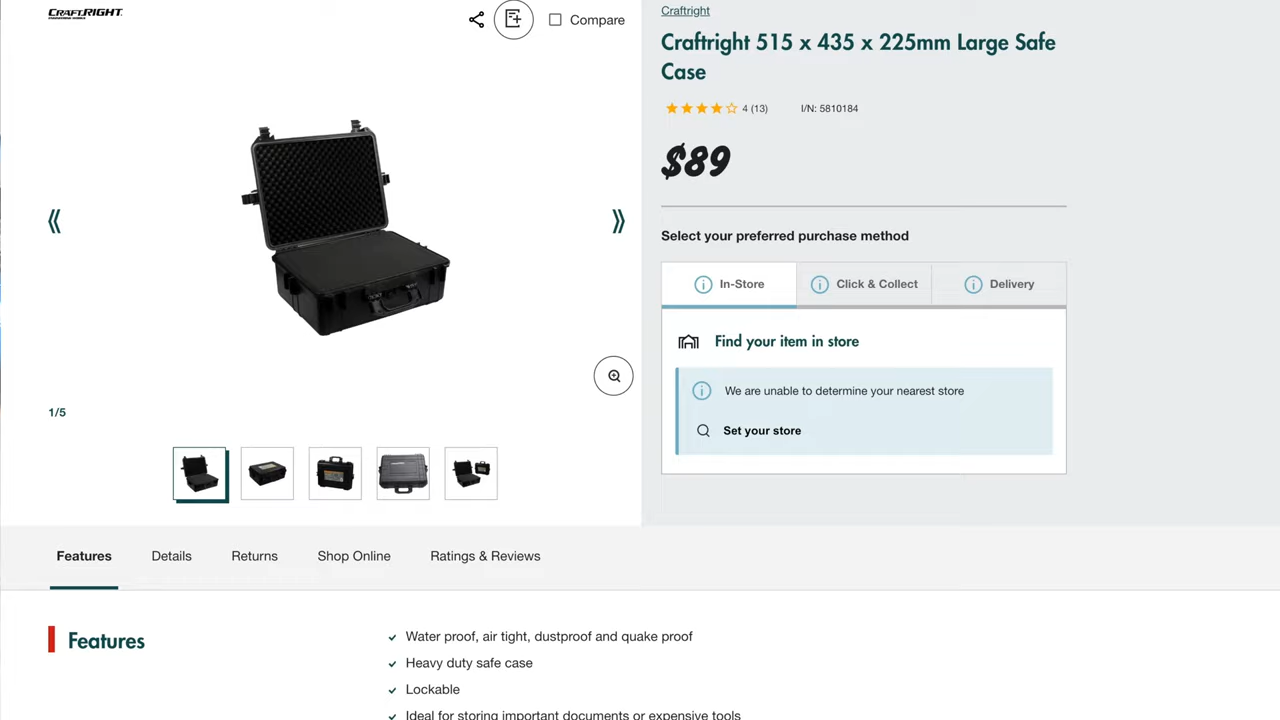 CRAFTRIGHT
Compare
1/5
Craftright
Craftright 515 x 435 x 225mm Large Safe
Case
4 (13)
I/N: 5810184
$89
Select your preferred purchase method
In-Store
Click & Collect
Delivery
Find your item in store
We are unable to determine your nearest store
Set your store
Features
Details
Returns
Shop Online
Ratings & Reviews
Features
Water proof, air tight, dustproof and quake proof
Heavy duty safe case
Lockable
Ideal for storing important documents or expensive tools